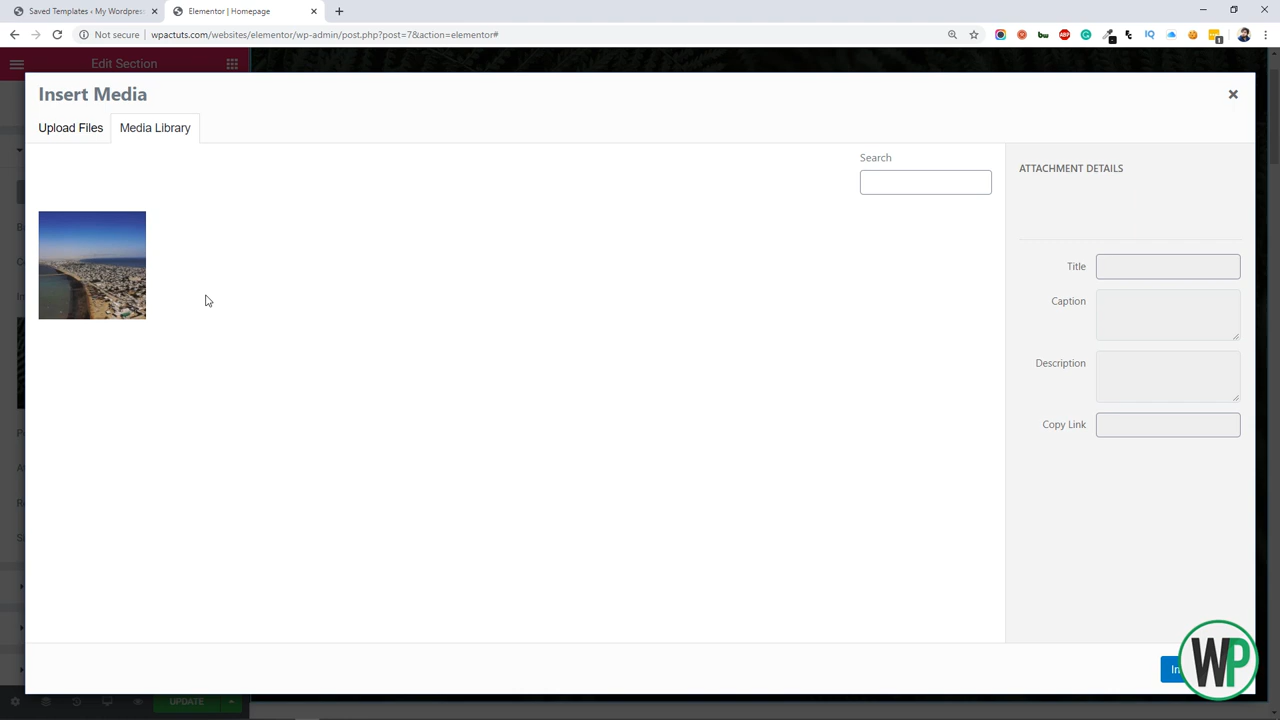 Saved Templates ‹ My Wordpress
Elementor | Homepage
Not secure
wpactuts.com/websites/elementor/wp-admin/post.php?post=7&action=elementor#
Edit Section
Insert Media
Upload Files
Media Library
Search
ATTACHMENT DETAILS
Title
Caption
Description
Copy Link
UPDATE
WP